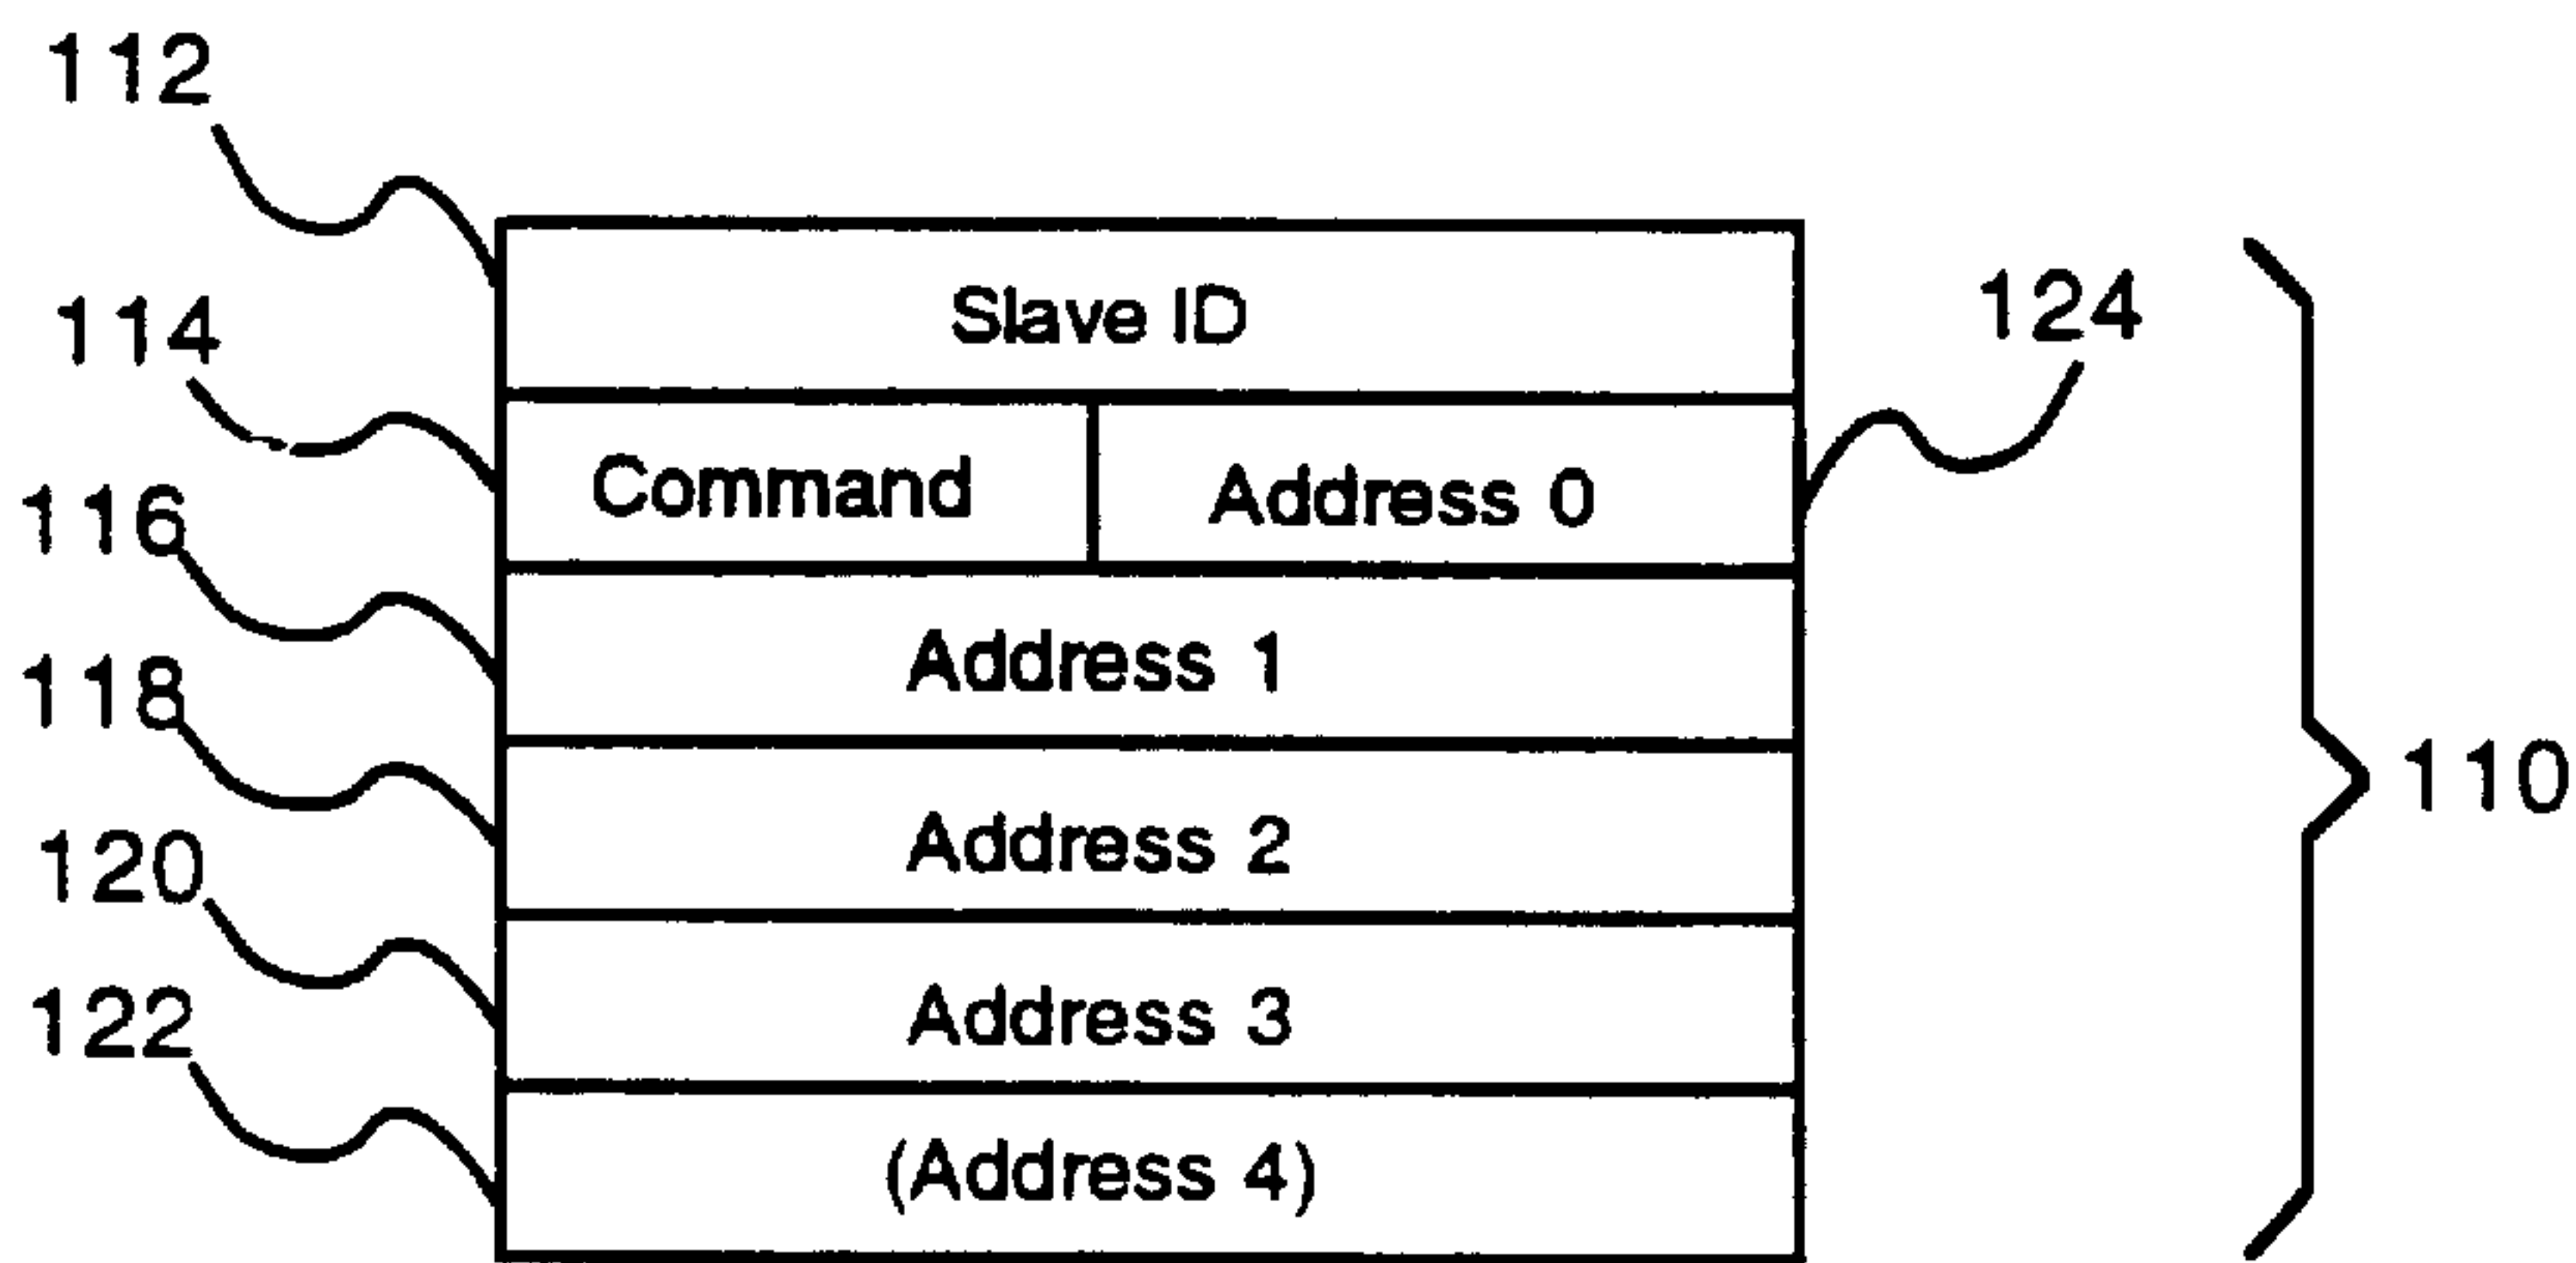 112
Slave ID
114
124
Command Address 0
116
Address 1
118
110
Address 2
120
Address 3
122
(Address 4)